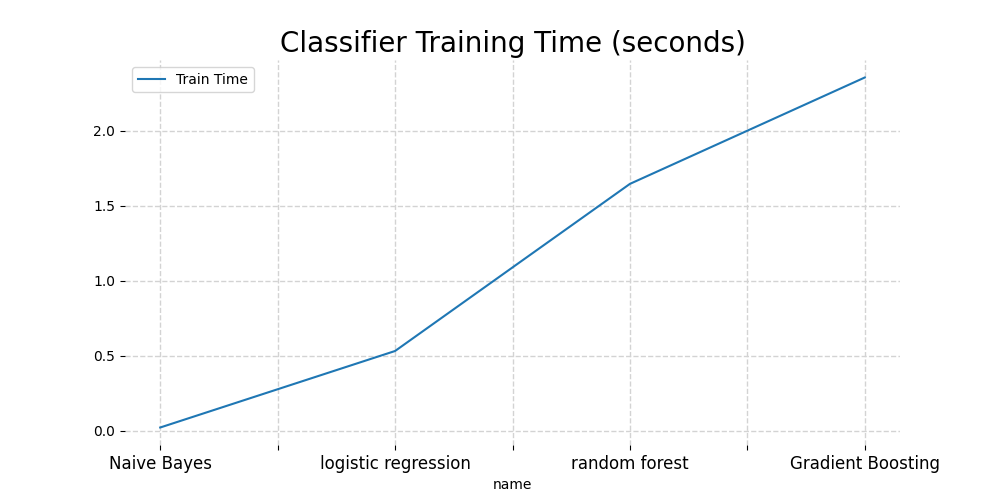 Classifier Training Time (seconds)
Train Time
2.0
1.5
1.0
0.5
0.0
Naive Bayes logistic regression random forest Gradient Boosting
name